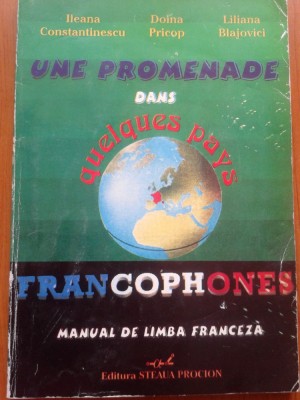 Ileana Doina Liliana
Constantinescu Pricop Blajovici
UNE PROMENADE
DANS
quelques pays
FRANCOPHONES
MANUAL DE LIMBA FRANCEZĂ
Editura STEAUA PROCION